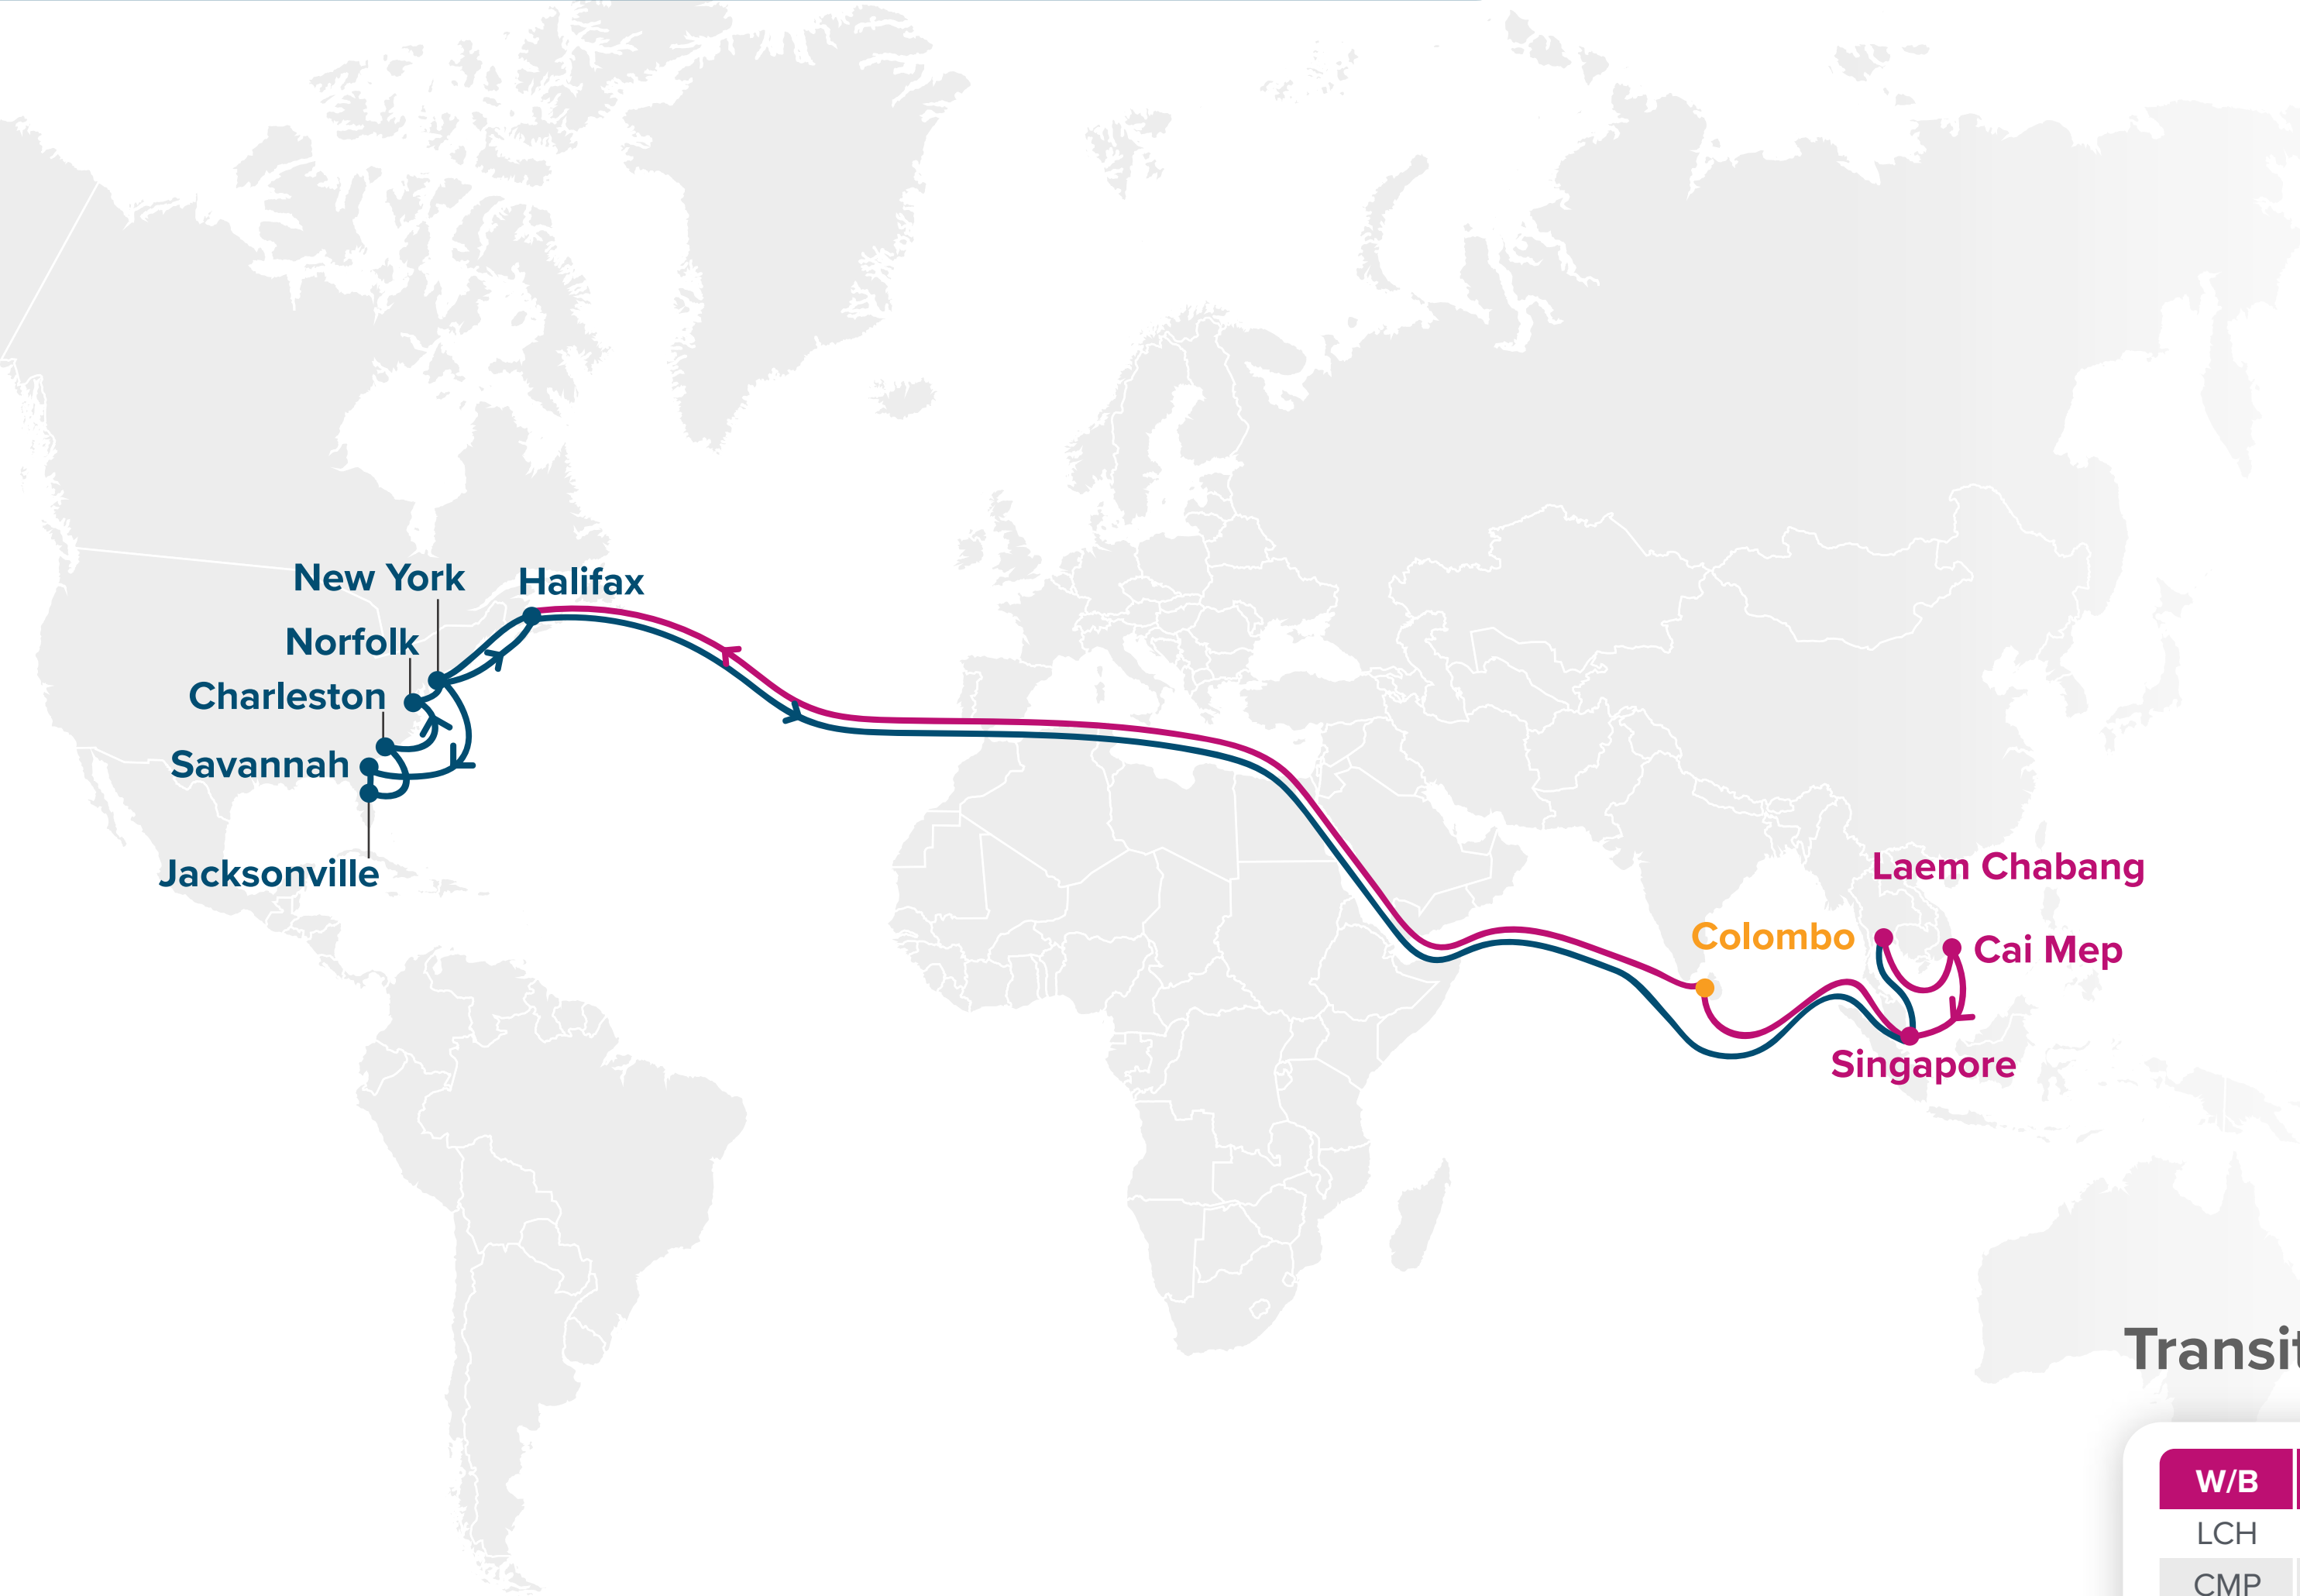 New York
Halifax
Norfolk
Charleston
Savannah
Jacksonville
Laem Chabang
Colombo
Cai Mep
Singapore
Transit
W/B
LCH
CMP